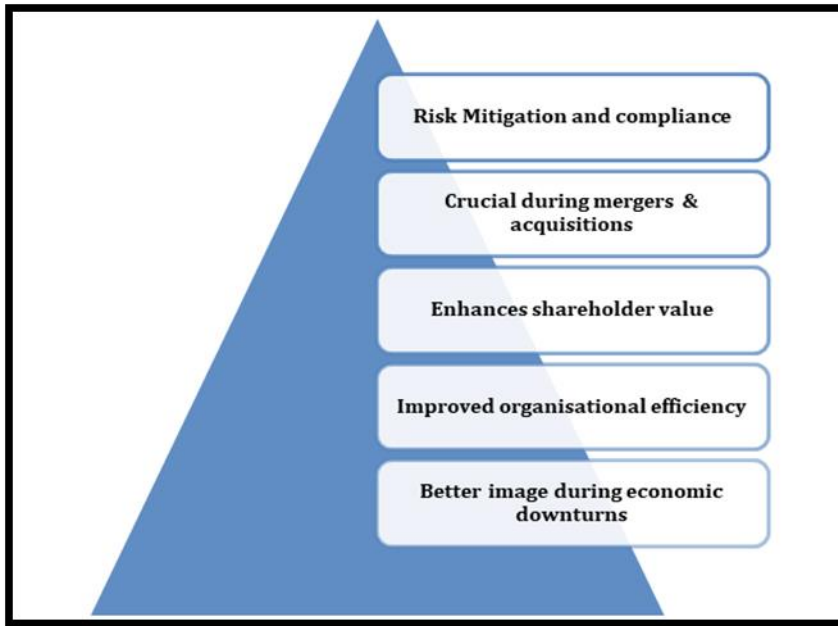 Risk Mitigation and compliance
Crucial during mergers &
acquisitions
Enhances shareholder value
Improved organisational efficiency
Better image during economic
downturns